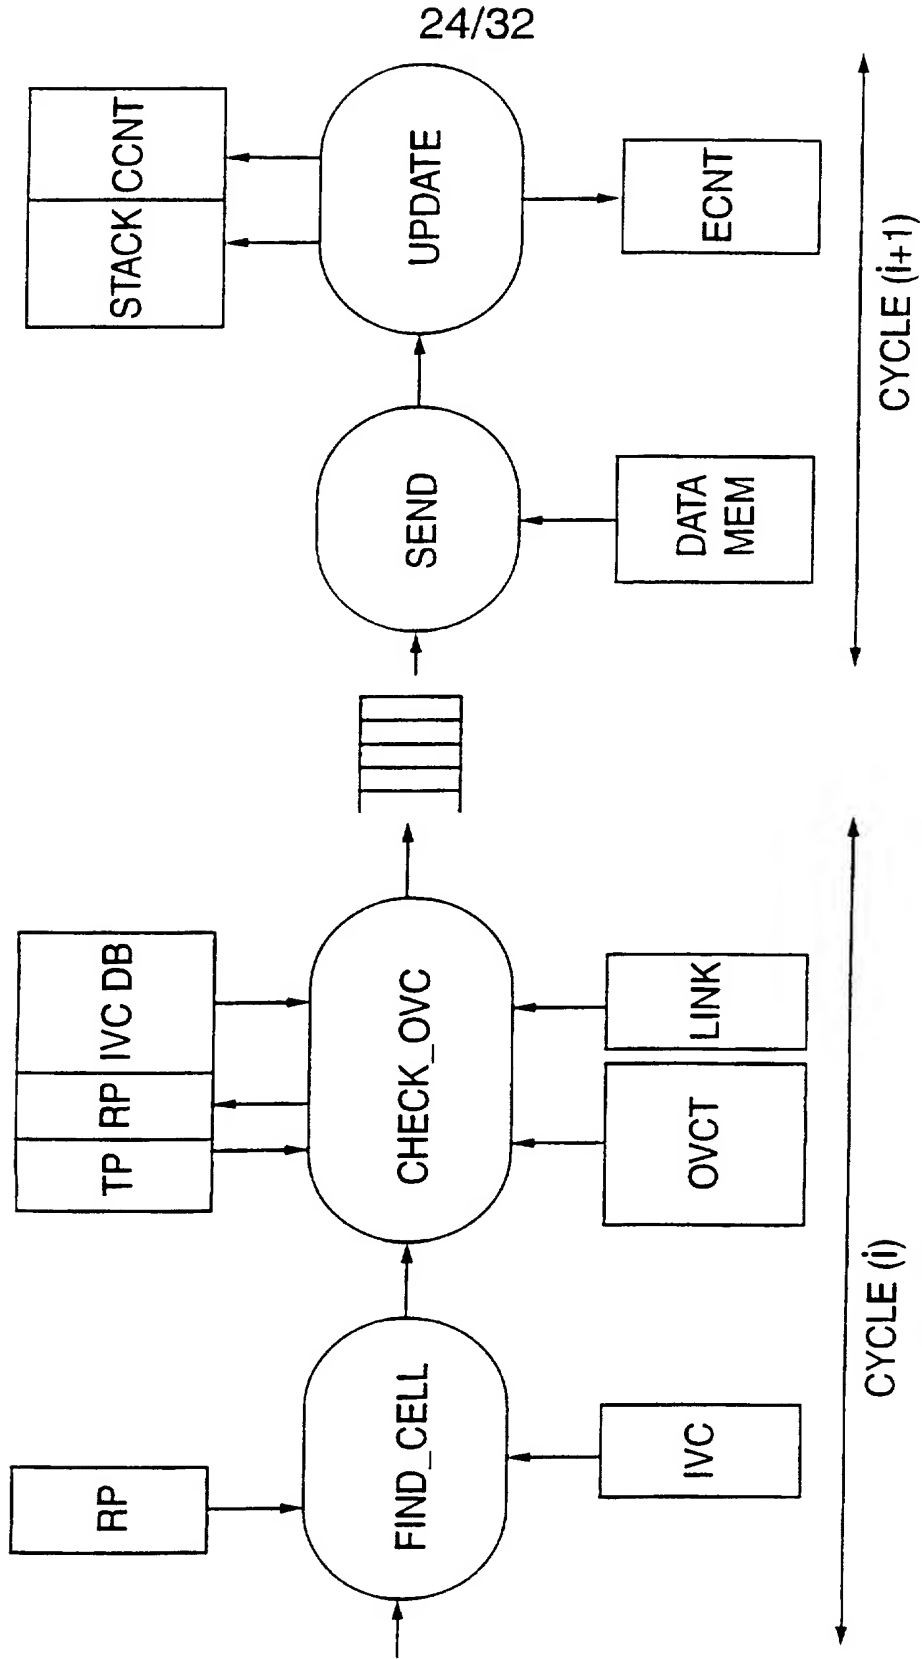 24/32
RP
FIND_CELL
IVC
TP
RP
IVC DB
CHECK_OVC
OVCT
LINK
CYCLE (i)
SEND
DATA
MEM
STACK
CCNT
UPDATE
ECNT
CYCLE (i+1)